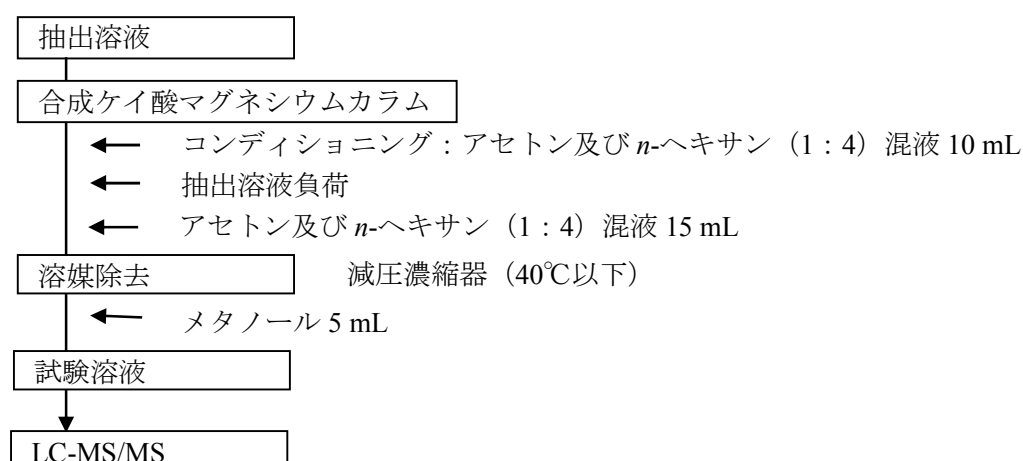 抽出溶液
合成ケイ酸マグネシウムカラム
コンディショニング：アセトン及び n-ヘキサン（1：4）混液 10 mL
抽出溶液負荷
アセトン及び n-ヘキサン（1：4）混液 15 mL
溶媒除去 減圧濃縮器（40℃以下）
メタノール 5 mL
試験溶液
LC-MS/MS